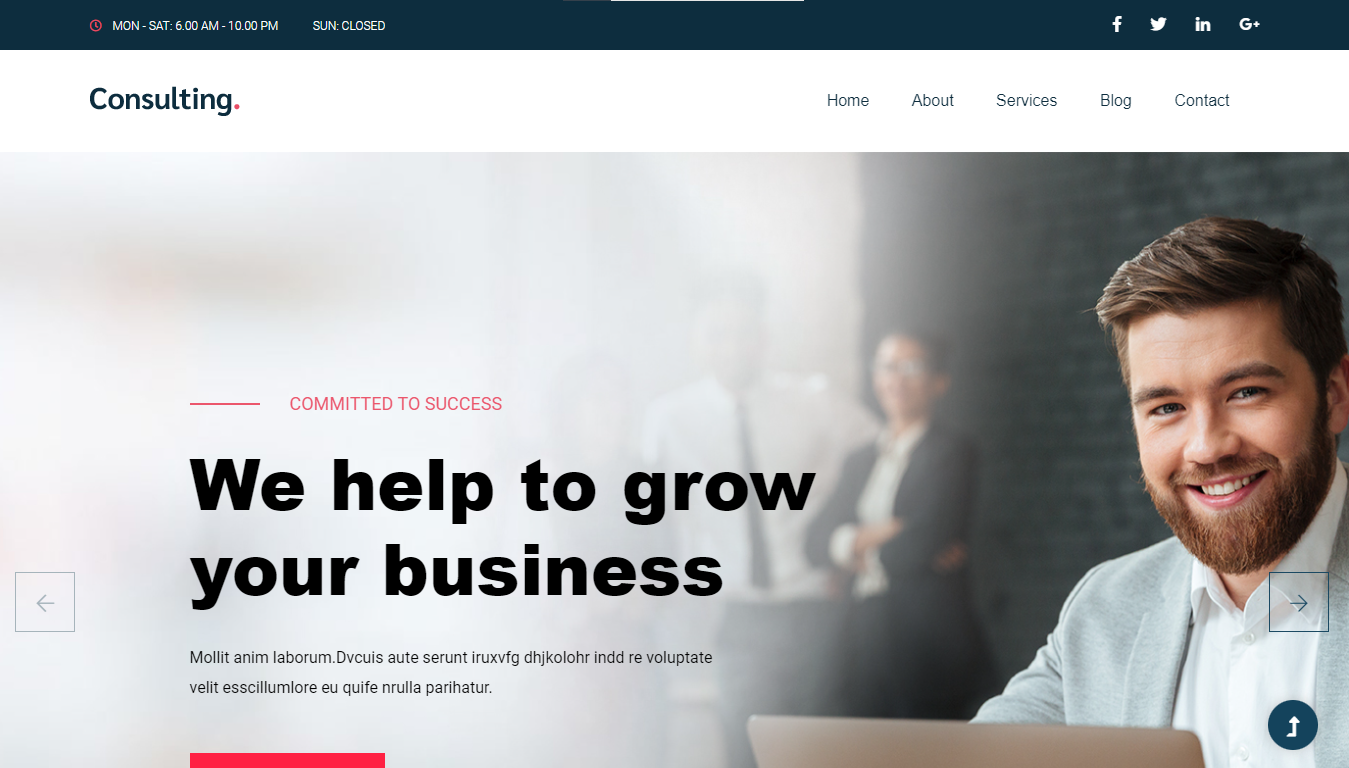 MON - SAT: 6.00 AM - 10.00 PM SUN: CLOSED
Consulting.
Home About Services Blog Contact
COMMITTED TO SUCCESS
We help to grow
your business
Mollit anim laborum.Dvcuis aute serunt iruxvfg dhjkolohr indd re voluptate
velit esscillumlore eu quife nrulla parihatur.